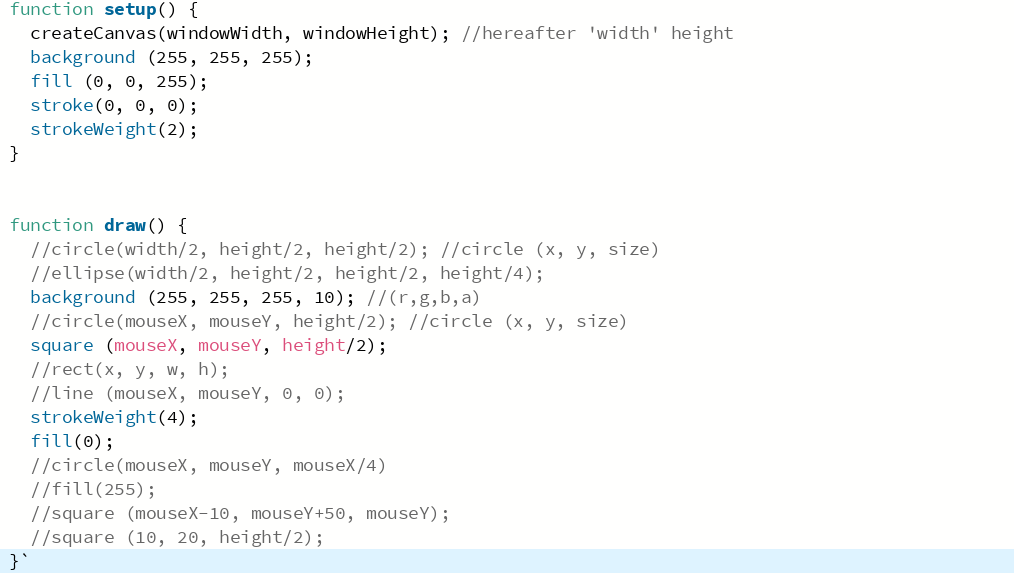 function setup() {
  createCanvas(windowWidth, windowHeight); //hereafter 'width' height
  background (255, 255, 255);
  fill (0, 0, 255);
  stroke(0, 0, 0);
  strokeWeight(2);
}
function draw() {
  //circle(width/2, height/2, height/2); //circle (x, y, size)
  //ellipse(width/2, height/2, height/2, height/4);
  background (255, 255, 255, 10); //(r,g,b,a)
  //circle(mouseX, mouseY, height/2); //circle (x, y, size)
  square (mouseX, mouseY, height/2);
  //rect(x, y, w, h);
  //line (mouseX, mouseY, 0, 0);
  strokeWeight(4);
  fill(0);
  //circle(mouseX, mouseY, mouseX/4)
  //fill(255);
  //square (mouseX-10, mouseY+50, mouseY);
  //square (10, 20, height/2);
}`